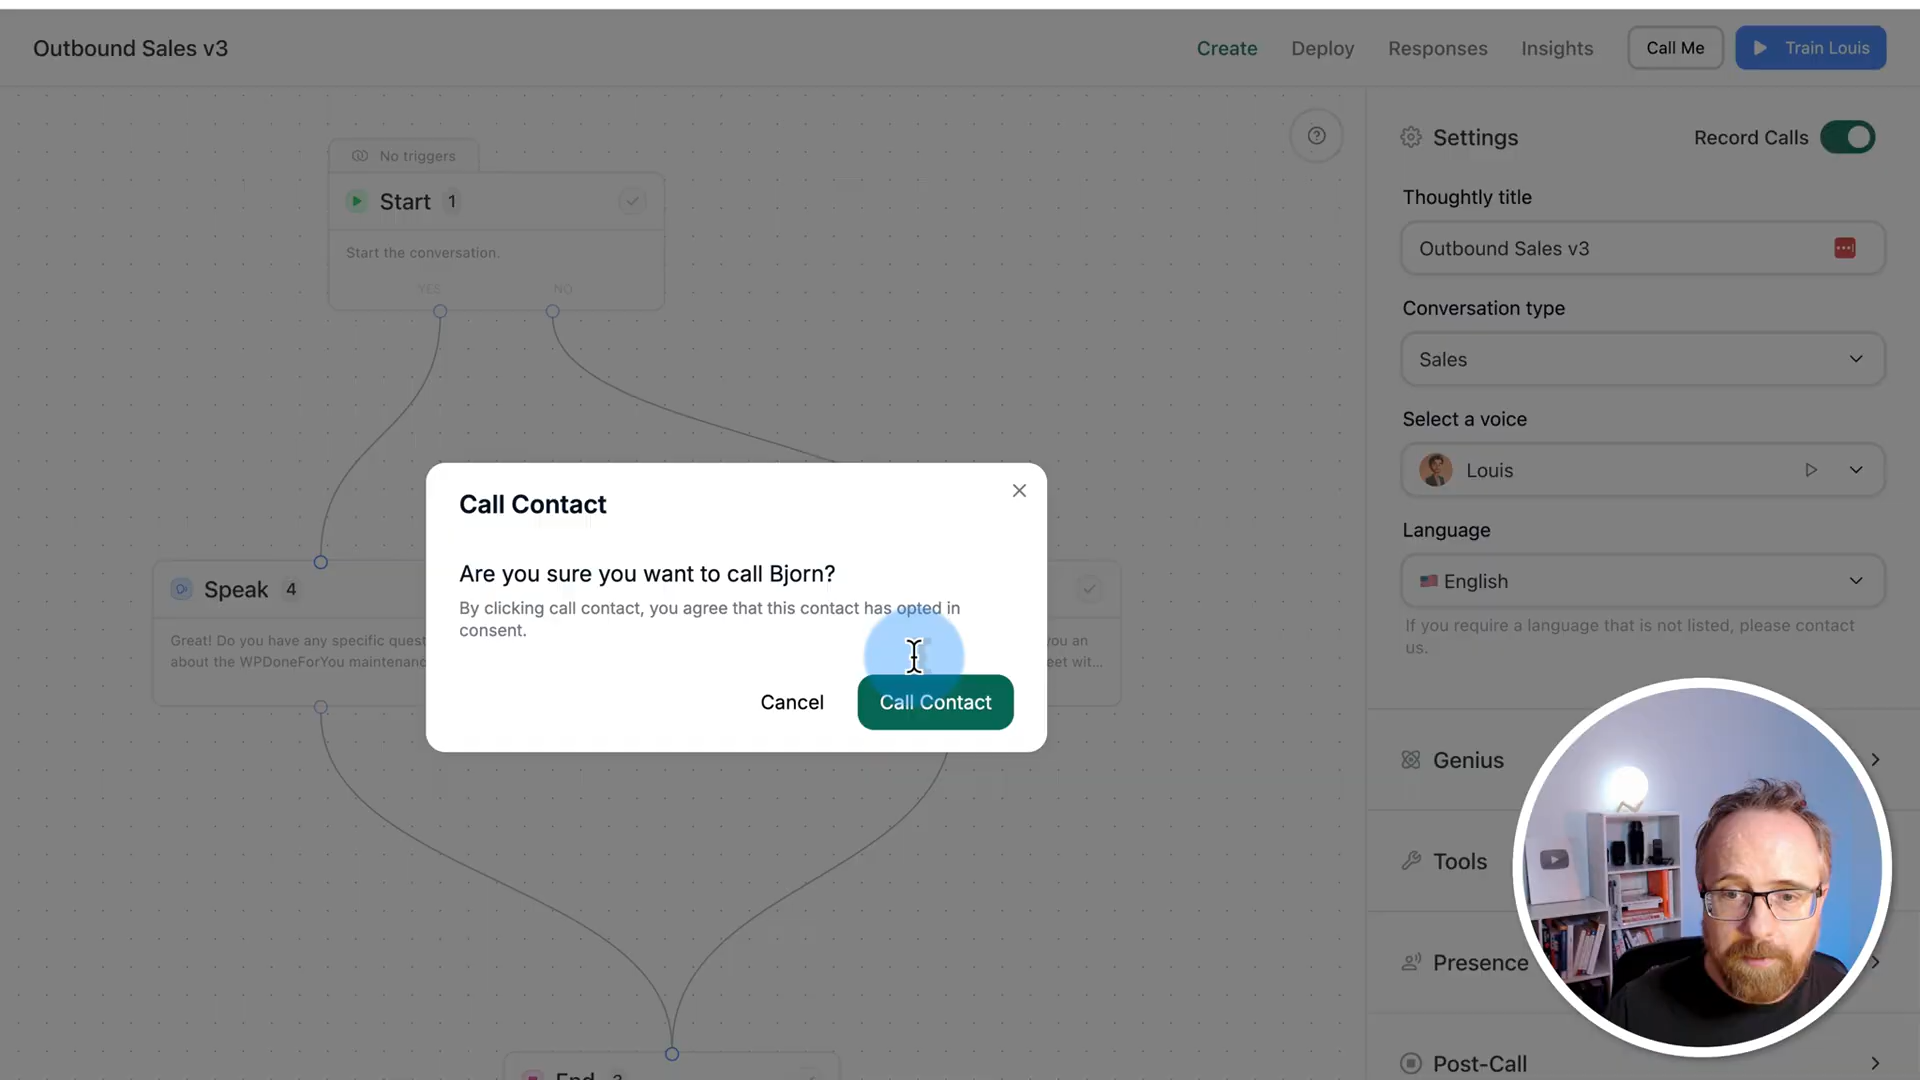 Outbound Sales v3
Create
Deploy
Responses
Insights
Call Me
Train Louis
No triggers
Start 1
Start the conversation.
YES
NO
Speak 4
Great! Do you have any specific quest
about the WPDoneForYou maintenanc
you an
eet wit...
Call Contact
Are you sure you want to call Bjorn?
By clicking call contact, you agree that this contact has opted in
consent.
Cancel
Call Contact
Settings
Record Calls
Thoughtly title
Outbound Sales v3
Conversation type
Sales
Select a voice
Louis
Language
English
If you require a language that is not listed, please contact
us.
Genius
Tools
Presence
Post-Call